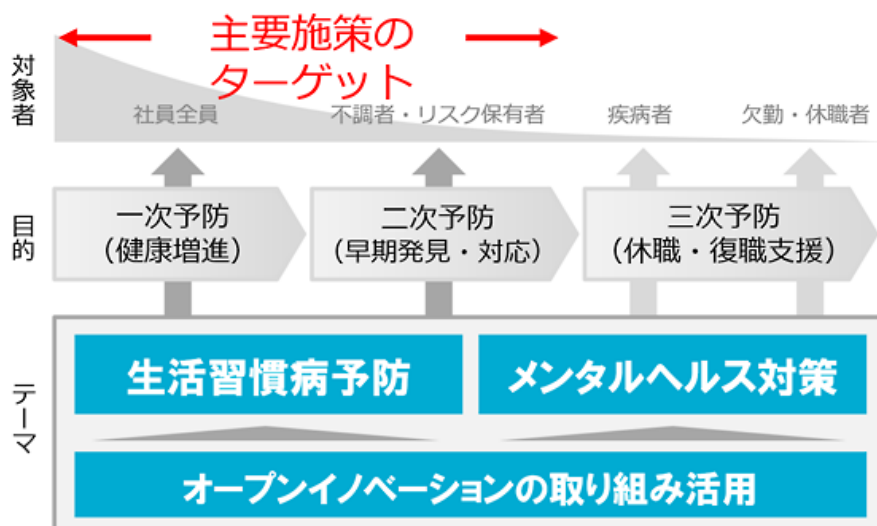 主要施策の
ターゲット
対象者
社員全員
不調者・リスク保有者
疾病者
欠勤・休職者
目的
一次予防
(健康増進)
二次予防
(早期発見・対応)
三次予防
(休職・復職支援)
テーマ
生活習慣病予防
メンタルヘルス対策
オープンイノベーションの取り組み活用